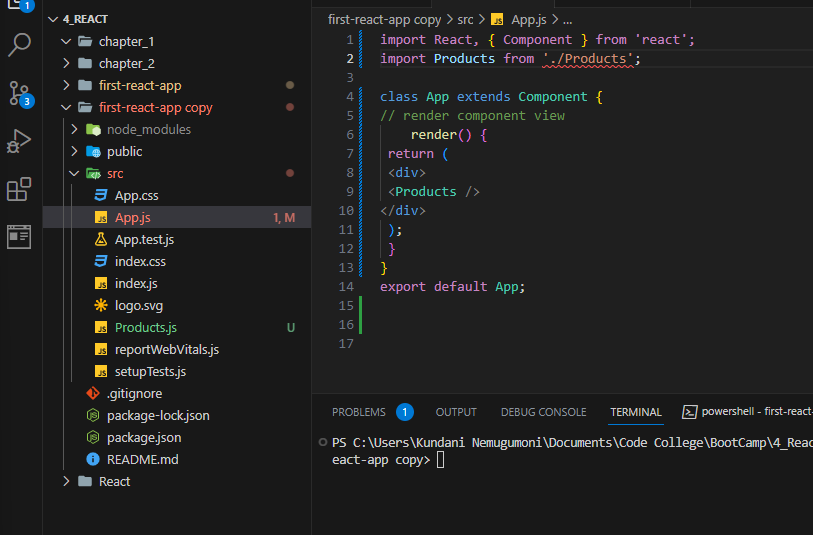 1
4_REACT
chapter_1
chapter_2
first-react-app
3
first-react-app copy
node_modules
public
src
App.css
JS App.js 1, M
App.test.js
index.css
JS index.js
logo.svg
JS Products.js U
JS reportWebVitals.js
JS setupTests.js
.gitignore
package-lock.json
package.json
README.md
React
first-react-app copy > src > JS App.js > ...
1 import React, { Component } from 'react';
2 import Products from './Products';
3
4 class App extends Component {
5 // render component view
6 render() {
7 return (
8 <div>
9 <Products />
10 </div>
11 );
12 }
13 }
14 export default App;
15
16
17
PROBLEMS 1 OUTPUT DEBUG CONSOLE TERMINAL powershell - first-react-
PS C:\Users\Kundani Nemugumoni\Documents\Code College\BootCamp\4_Reac
eact-app copy>